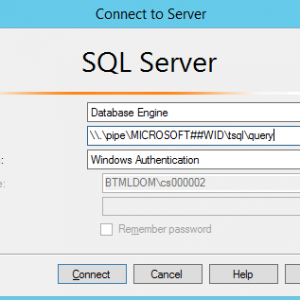 Connect to Server
SQL Server
Database Engine
\\.\pipe\MICROSOFT##WID\tsql\query
Windows Authentication
BTMLDOM\cs000002
Remember password
Connect
Cancel
Help